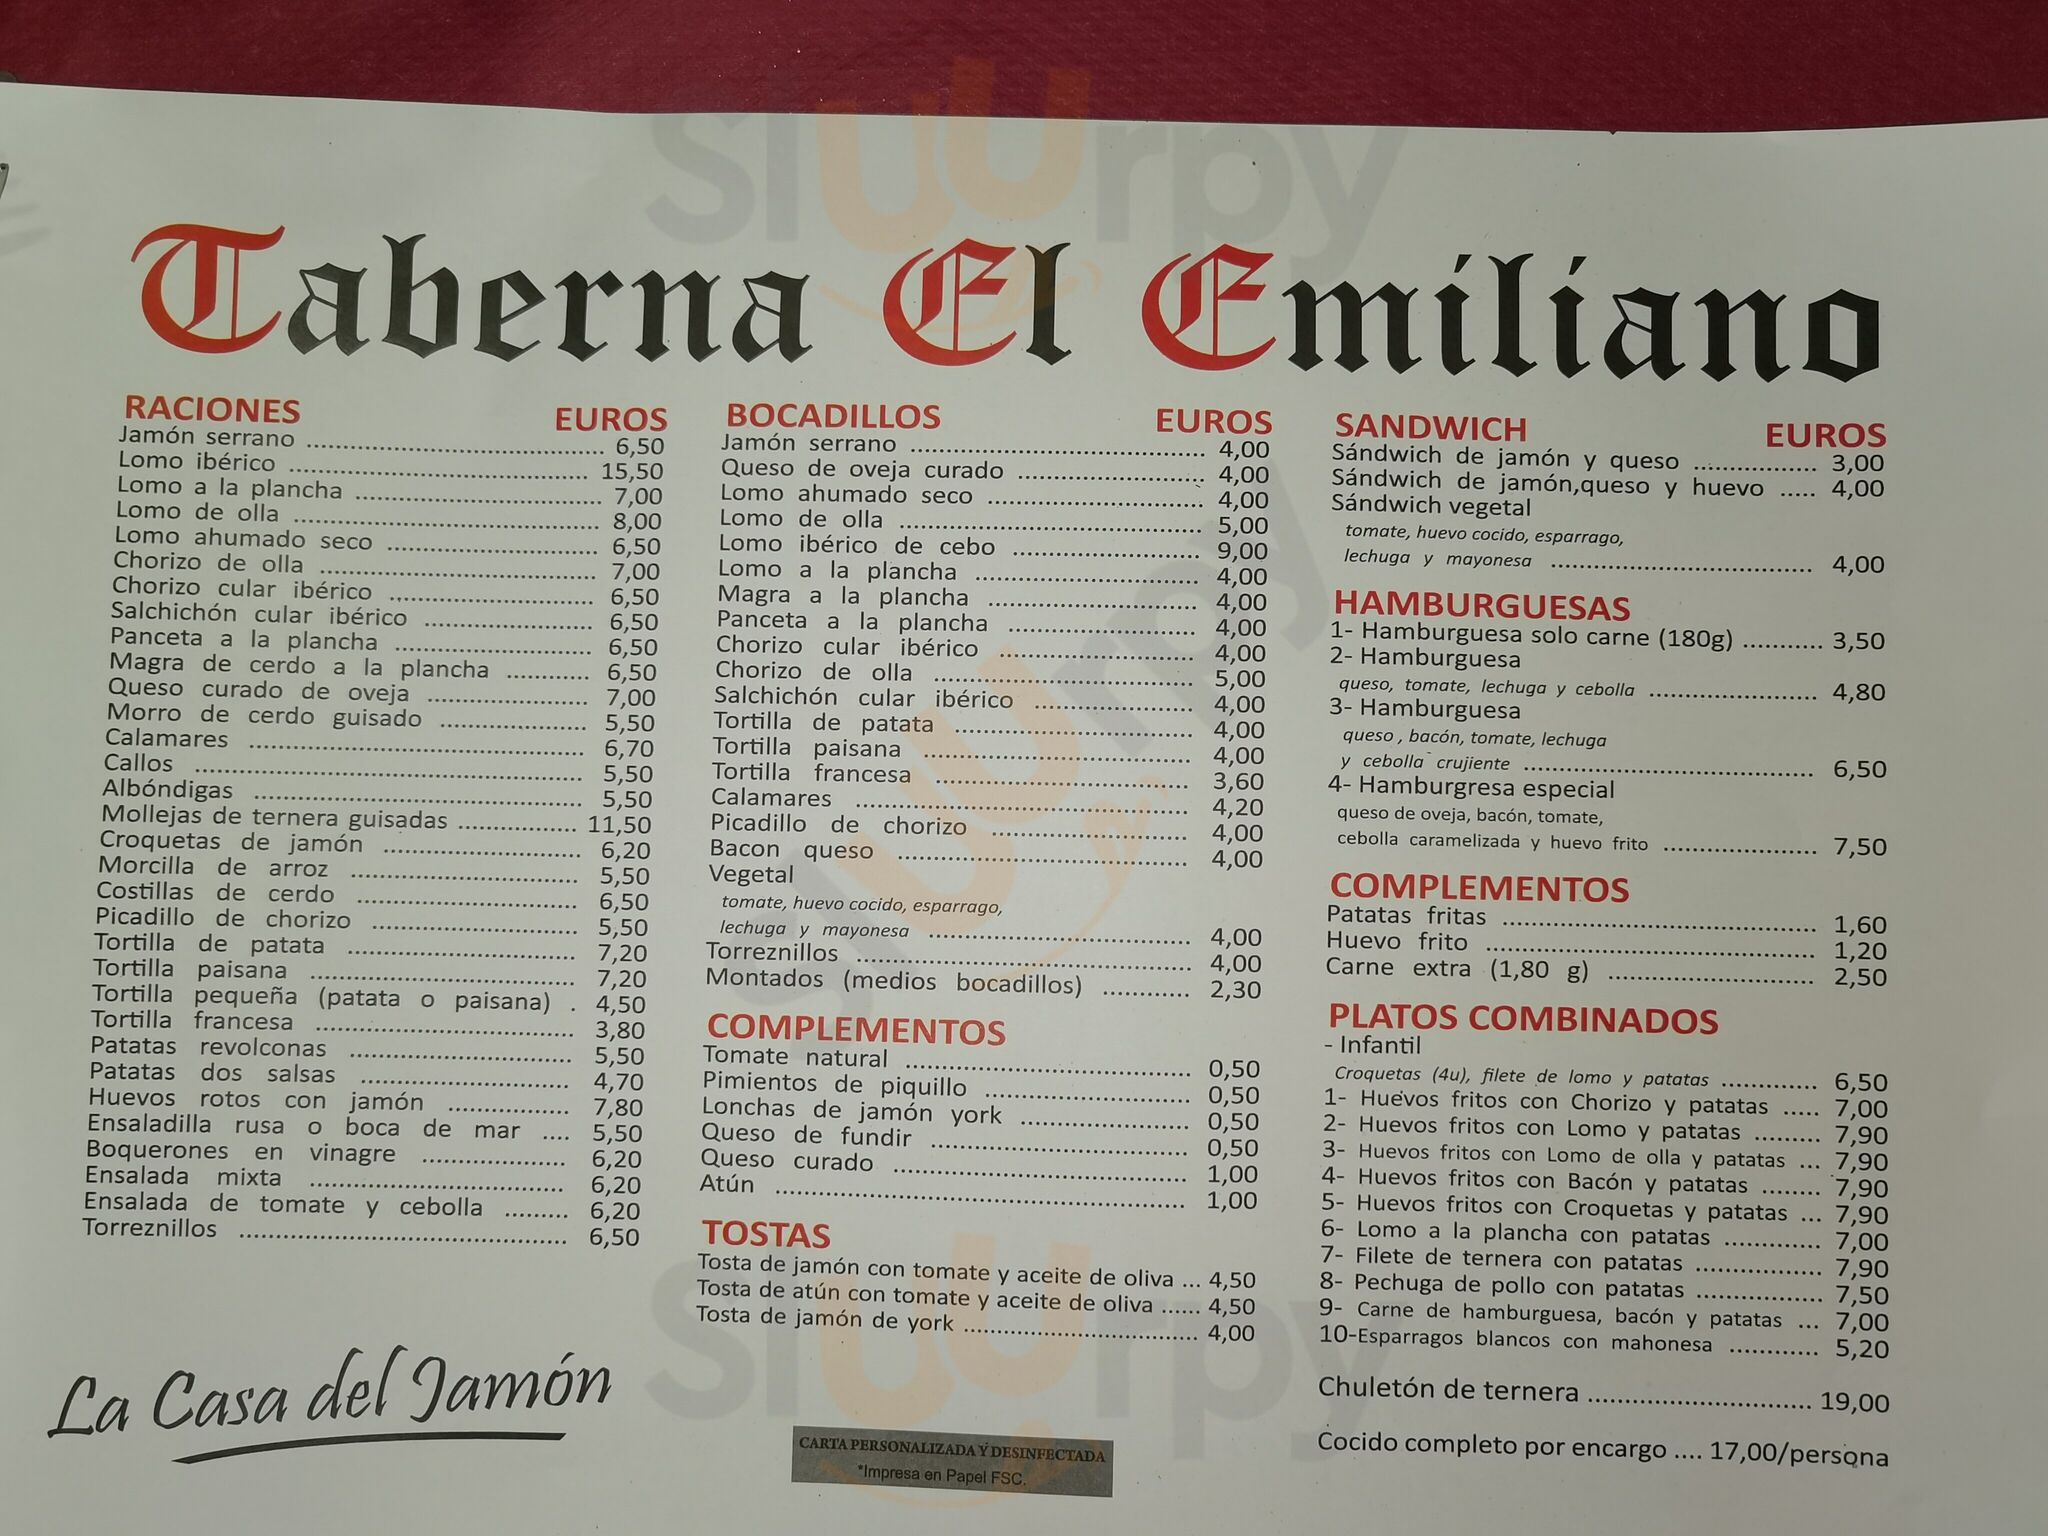 Taberna El Emiliano
RACIONES EUROS
Jamón serrano 6,50
Lomo ibérico 15,50
Lomo a la plancha 7,00
Lomo de olla 8,00
Lomo ahumado seco 6,50
Chorizo de olla 7,00
Chorizo cular ibérico 6,50
Salchichón cular ibérico 6,50
Panceta a la plancha 6,50
Magra de cerdo a la plancha 6,50
Queso curado de oveja 7,00
Morro de cerdo guisado 5,50
Calamares 6,70
Callos 5,50
Albóndigas 5,50
Mollejas de ternera guisadas 11,50
Croquetas de jamón 6,20
Morcilla de arroz 5,50
Costillas de cerdo 6,50
Picadillo de chorizo 5,50
Tortilla de patata 7,20
Tortilla paisana 7,20
Tortilla pequeña (patata o paisana) . 4,50
Tortilla francesa 3,80
Patatas revolconas 5,50
Patatas dos salsas 4,70
Huevos rotos con jamón 7,80
Ensaladilla rusa o boca de mar .... 5,50
Boquerones en vinagre 6,20
Ensalada mixta 6,20
Ensalada de tomate y cebolla 6,20
Torreznillos 6,50
La Casa del Jamón
BOCADILLOS EUROS
Jamón serrano 4,00
Queso de oveja curado 4,00
Lomo ahumado seco 4,00
Lomo de olla 5,00
Lomo ibérico de cebo 9,00
Lomo a la plancha 4,00
Magra a la plancha 4,00
Panceta a la plancha 4,00
Chorizo cular ibérico 4,00
Chorizo de olla 5,00
Salchichón cular ibérico 4,00
Tortilla de patata 4,00
Tortilla paisana 4,00
Tortilla francesa 3,60
Calamares 4,20
Picadillo de chorizo 4,00
Bacon queso 4,00
Vegetal
tomate, huevo cocido, esparrago,
lechuga y mayonesa 4,00
Torreznillos 4,00
Montados (medios bocadillos) 2,30
COMPLEMENTOS
Tomate natural 0,50
Pimientos de piquillo 0,50
Lonchas de jamón york 0,50
Queso de fundir 0,50
Queso curado 1,00
Atún 1,00
TOSTAS
Tosta de jamón con tomate y aceite de oliva ... 4,50
Tosta de atún con tomate y aceite de oliva ...... 4,50
Tosta de jamón de york 4,00
CARTA PERSONALIZADA Y DESINFECTADA
*Impresa en Papel FSC.
SANDWICH EUROS
Sándwich de jamón y queso 3,00
Sándwich de jamón,queso y huevo ..... 4,00
Sándwich vegetal
tomate, huevo cocido, esparrago,
lechuga y mayonesa 4,00
HAMBURGUESAS
1- Hamburguesa solo carne (180g) 3,50
2- Hamburguesa
queso, tomate, lechuga y cebolla 4,80
3- Hamburguesa
queso , bacón, tomate, lechuga
y cebolla crujiente 6,50
4- Hamburgresa especial
queso de oveja, bacón, tomate,
cebolla caramelizada y huevo frito 7,50
COMPLEMENTOS
Patatas fritas 1,60
Huevo frito 1,20
Carne extra (1,80 g) 2,50
PLATOS COMBINADOS
- Infantil
Croquetas (4u), filete de lomo y patatas 6,50
1- Huevos fritos con Chorizo y patatas ..... 7,00
2- Huevos fritos con Lomo y patatas 7,90
3- Huevos fritos con Lomo de olla y patatas ... 7,90
4- Huevos fritos con Bacón y patatas 7,90
5- Huevos fritos con Croquetas y patatas ... 7,90
6- Lomo a la plancha con patatas 7,00
7- Filete de ternera con patatas 7,90
8- Pechuga de pollo con patatas 7,50
9- Carne de hamburguesa, bacón y patatas ... 7,00
10-Esparragos blancos con mahonesa 5,20
Chuletón de ternera 19,00
Cocido completo por encargo .... 17,00/persona
sluurpy
sluurpy
sluurpy